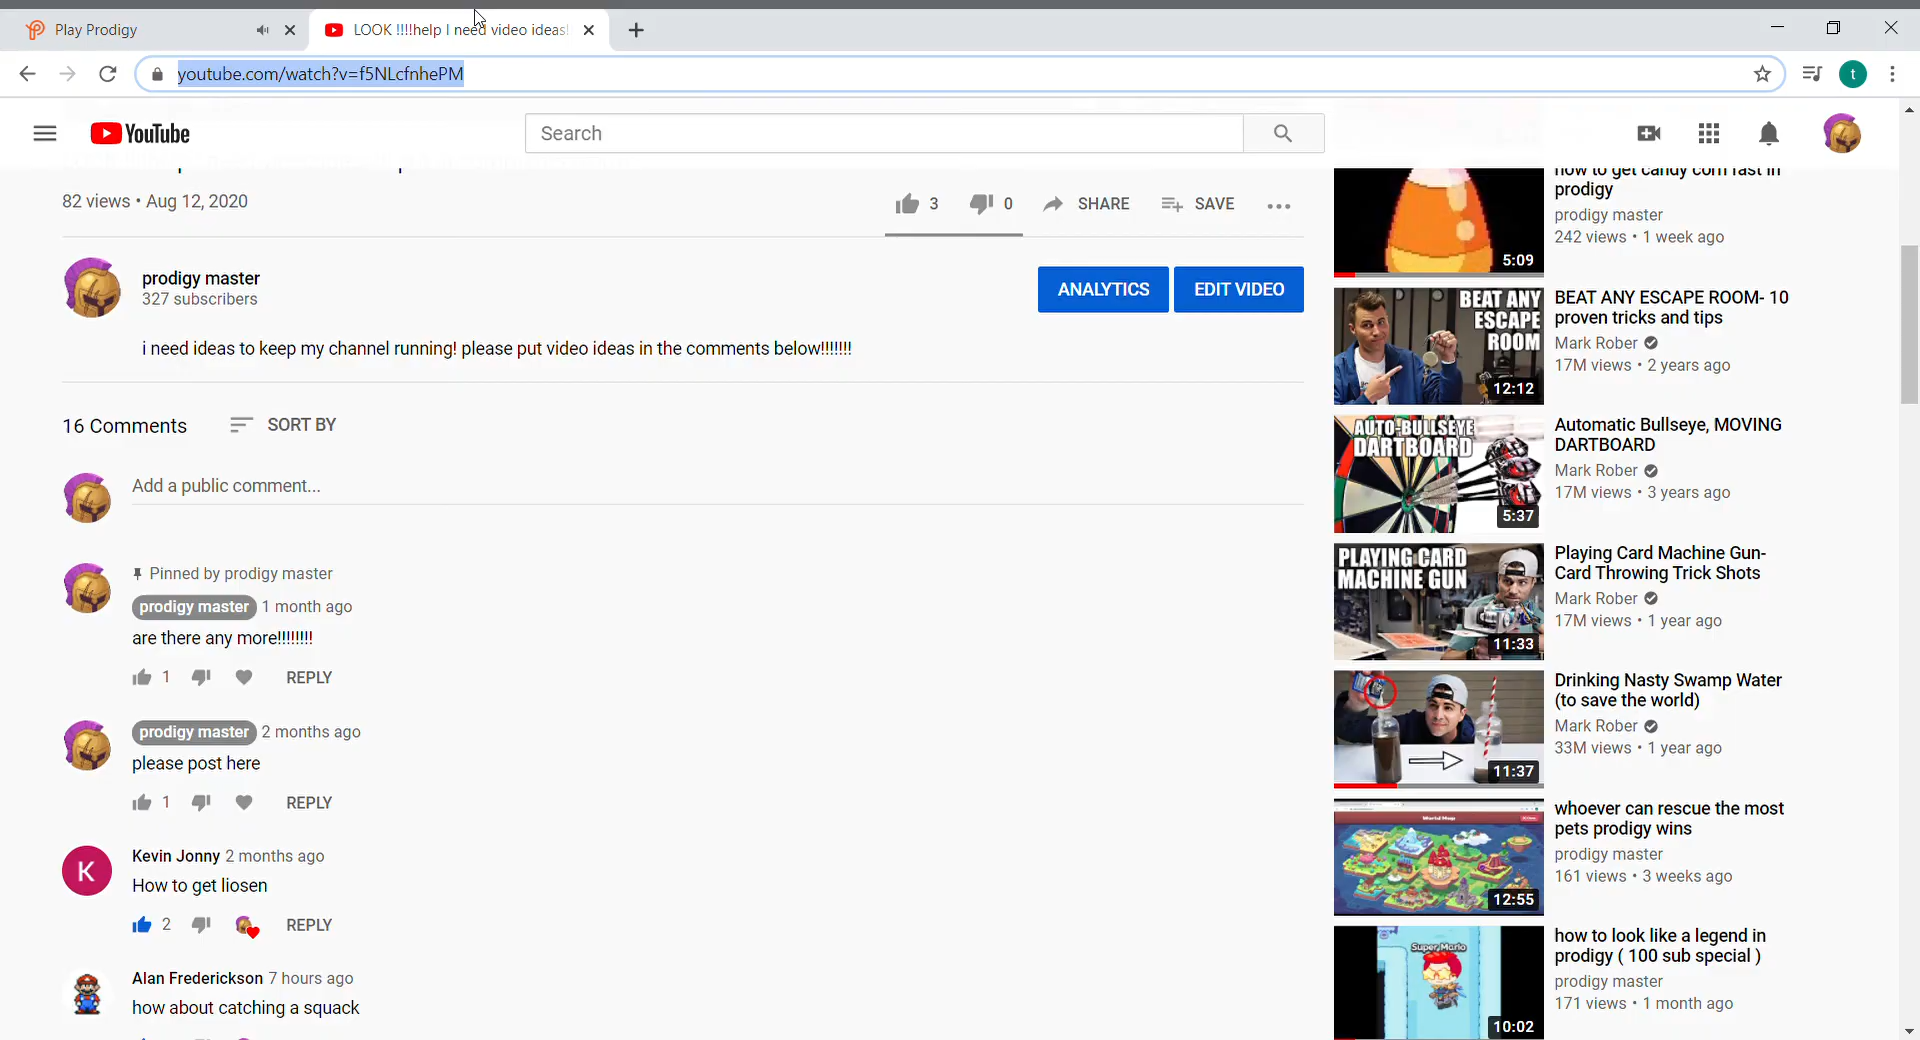 Play Prodigy
LOOK !!!!help I need video ideas!
youtube.com/watch?v=f5NLcfnhePM
t
YouTube
Search
82 views • Aug 12, 2020
3
0
SHARE
SAVE
prodigy master
327 subscribers
ANALYTICS
EDIT VIDEO
i need ideas to keep my channel running! please put video ideas in the comments below!!!!!!!
16 Comments
SORT BY
Add a public comment...
Pinned by prodigy master
prodigy master 1 month ago
are there any more!!!!!!!!
1
REPLY
prodigy master 2 months ago
please post here
1
REPLY
K
Kevin Jonny 2 months ago
How to get liosen
2
REPLY
Alan Frederickson 7 hours ago
how about catching a squack
5:09
how to get candy corn fast in
prodigy
prodigy master
242 views • 1 week ago
BEAT ANY
ESCAPE
ROOM
12:12
BEAT ANY ESCAPE ROOM- 10
proven tricks and tips
Mark Rober
17M views • 2 years ago
AUTO-BULLSEYE
DARTBOARD
5:37
Automatic Bullseye, MOVING
DARTBOARD
Mark Rober
17M views • 3 years ago
PLAYING CARD
MACHINE GUN
11:33
Playing Card Machine Gun-
Card Throwing Trick Shots
Mark Rober
17M views • 1 year ago
11:37
Drinking Nasty Swamp Water
(to save the world)
Mark Rober
33M views • 1 year ago
World Map
12:55
whoever can rescue the most
pets prodigy wins
prodigy master
161 views • 3 weeks ago
Super Mario
10:02
how to look like a legend in
prodigy ( 100 sub special )
prodigy master
171 views • 1 month ago